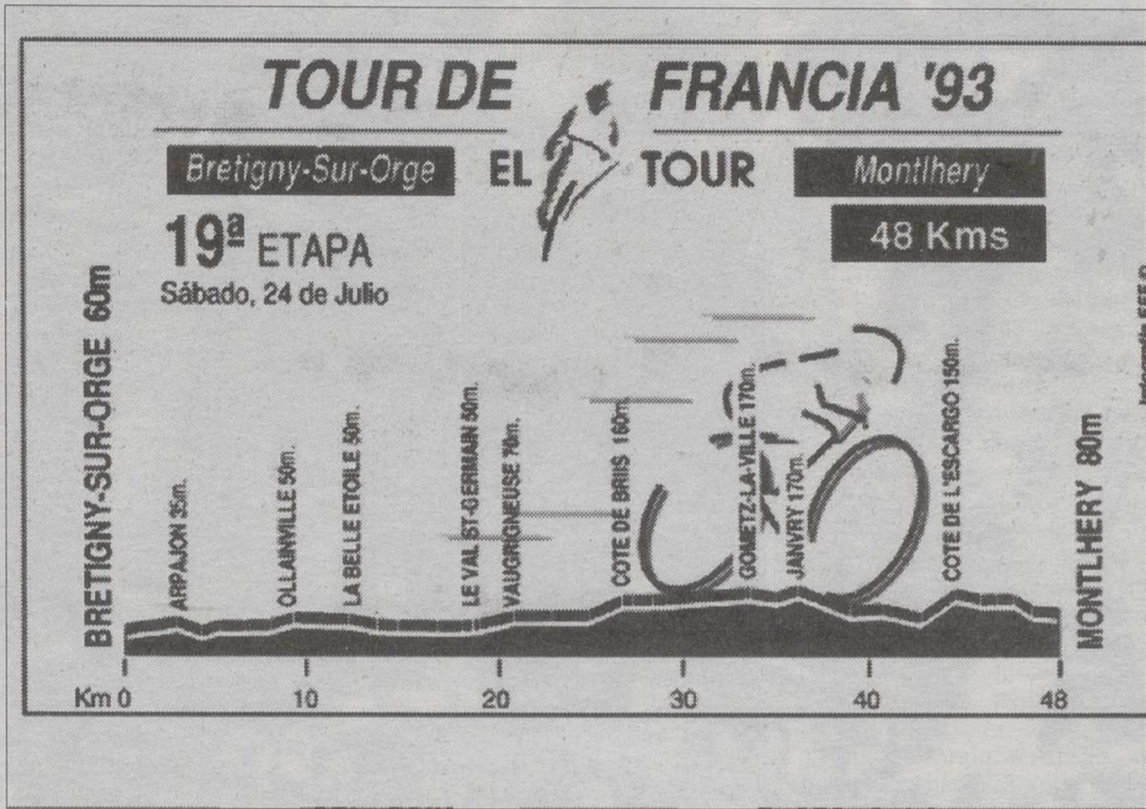 TOUR DE FRANCIA '93
Bretigny-Sur-Orge EL TOUR Montlhery
19ª ETAPA
48 Kms
Sábado, 24 de Julio
BRETIGNY-SUR-ORGE 60m
ARPAJON 35m.
OLLAINVILLE 50m.
LA BELLE ETOILE 50m.
LE VAL ST-GERMAIN 50m.
VAUGRIGNEUSE 70m.
COTE DE BRIIS 160m.
GOMETZ-LA-VILLE 170m.
JANVRY 170m.
COTE DE L'ESCARGO 150m.
MONTLHERY 80m
Km 0 10 20 30 40 48